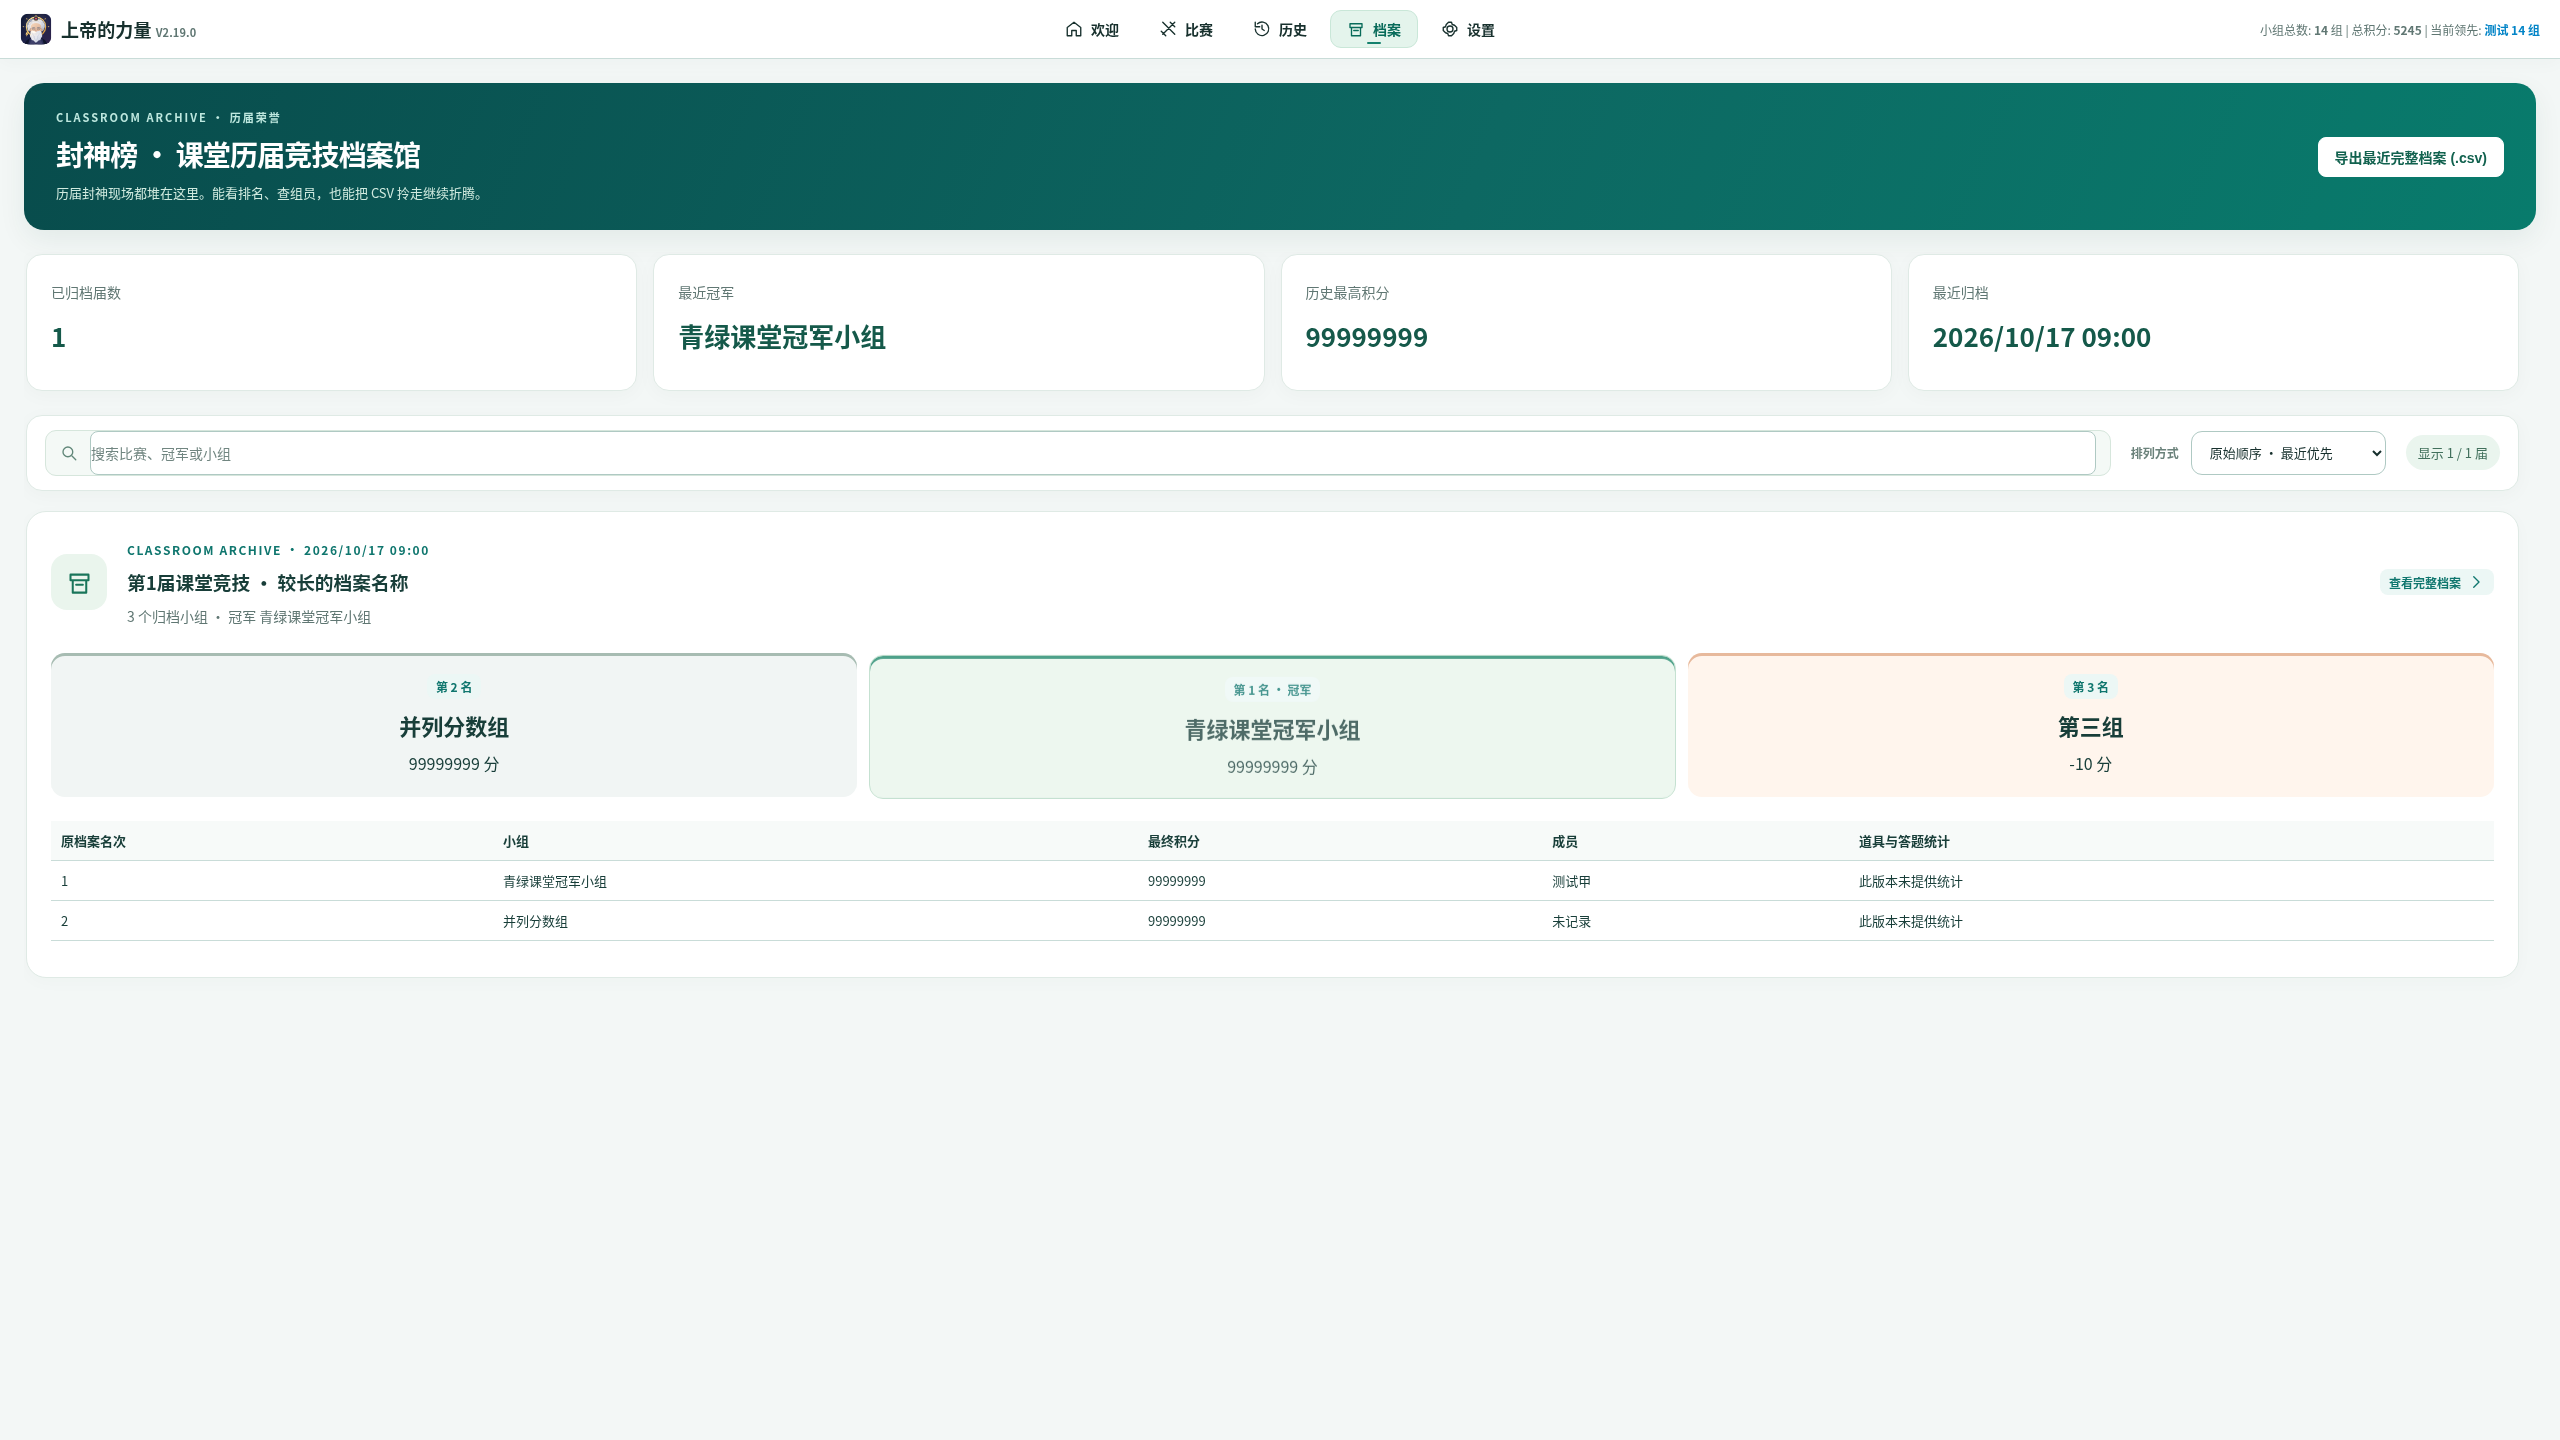 上帝的力量 V2.19.0
欢迎
比赛
历史
档案
设置
小组总数: 14 组 | 总积分: 5245 | 当前领先: 测试 14 组
CLASSROOM ARCHIVE · 历届荣誉
封神榜 · 课堂历届竞技档案馆
历届封神现场都堆在这里。能看排名、查组员，也能把 CSV 拎走继续折腾。
导出最近完整档案 (.csv)
已归档届数
1
最近冠军
青绿课堂冠军小组
历史最高积分
99999999
最近归档
2026/10/17 09:00
搜索比赛、冠军或小组
排列方式
原始顺序 · 最近优先
显示 1 / 1 届
CLASSROOM ARCHIVE · 2026/10/17 09:00
第1届课堂竞技 · 较长的档案名称
3 个归档小组 · 冠军 青绿课堂冠军小组
查看完整档案
第 2 名
并列分数组
99999999 分
第 1 名 · 冠军
青绿课堂冠军小组
99999999 分
第 3 名
第三组
-10 分
原档案名次 小组 最终积分 成员 道具与答题统计
1 青绿课堂冠军小组 99999999 测试甲 此版本未提供统计
2 并列分数组 99999999 未记录 此版本未提供统计